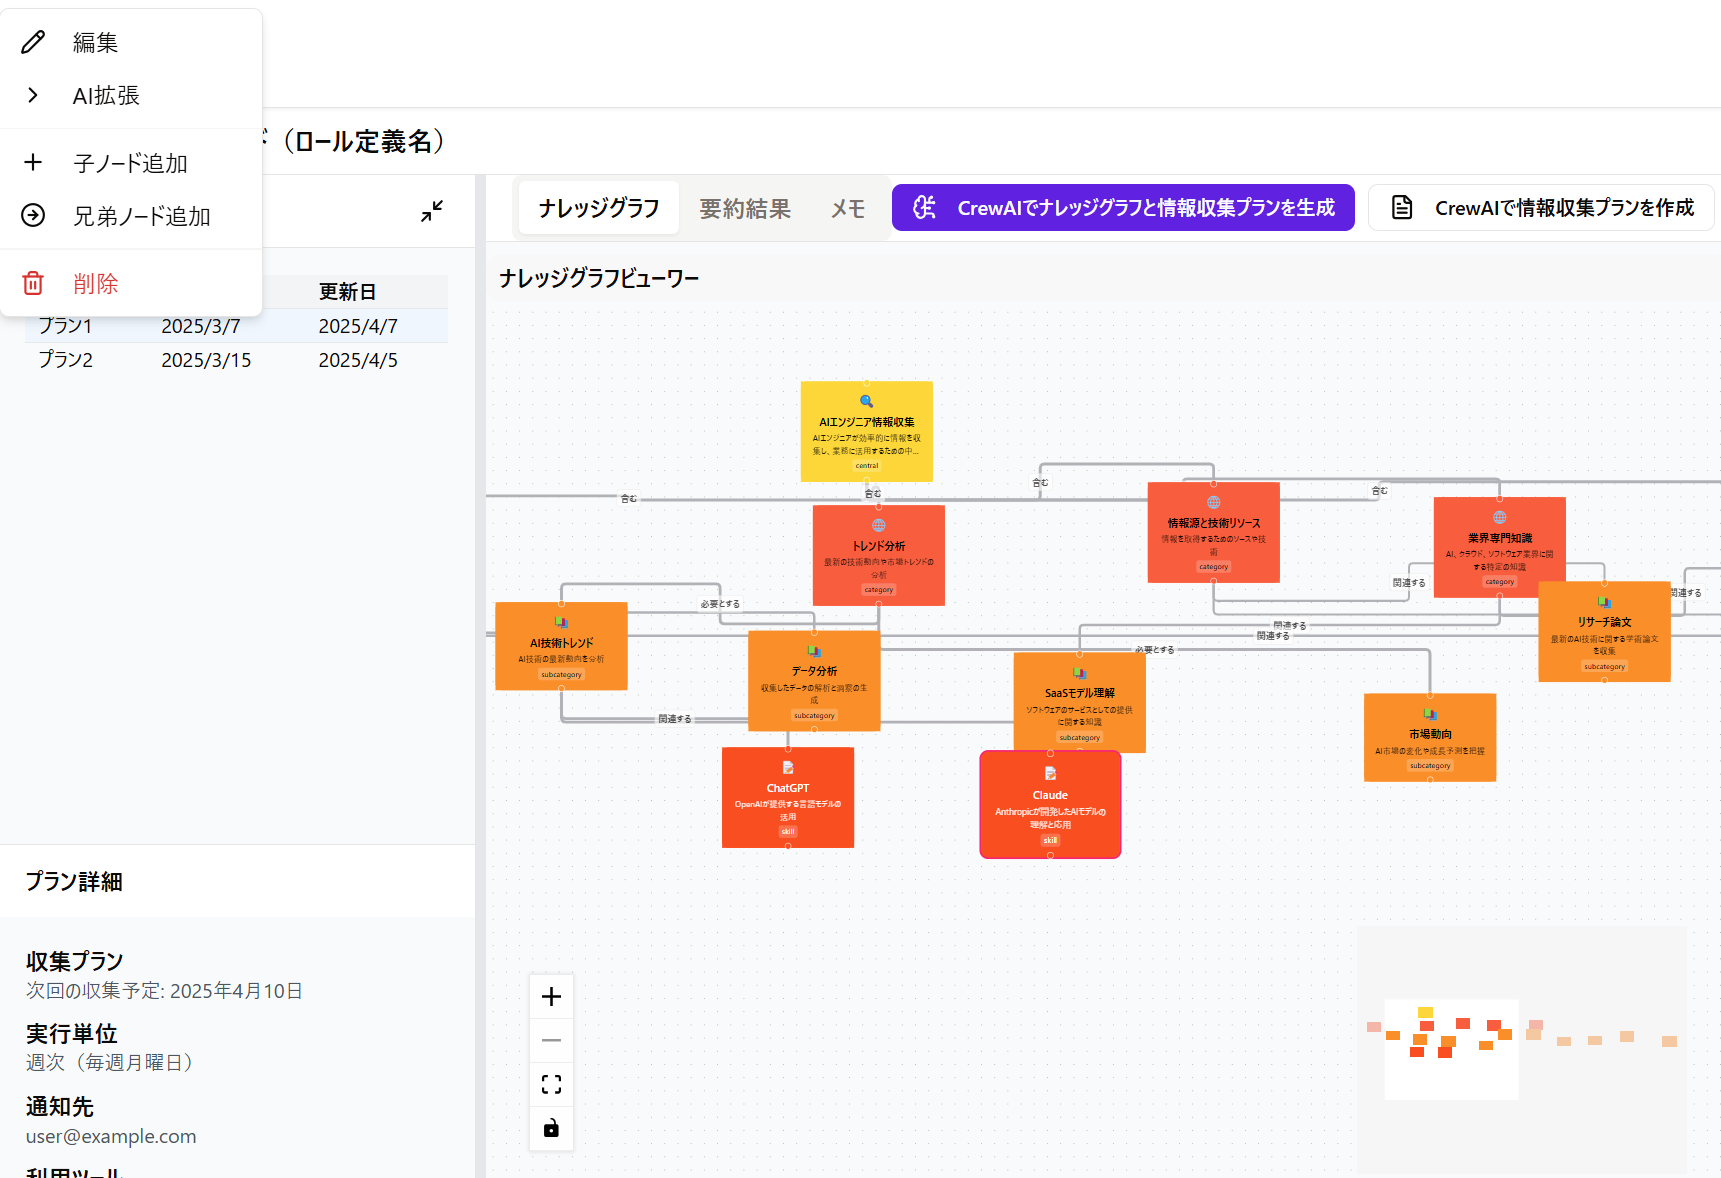 編集
AI拡張
子ノード追加
兄弟ノード追加
削除
（ロール定義名）
ナレッジグラフ
要約結果
メモ
CrewAIでナレッジグラフと情報収集プランを生成
CrewAIで情報収集プランを作成
更新日
プラン1 2025/3/7 2025/4/7
プラン2 2025/3/15 2025/4/5
ナレッジグラフビューワー
AIエンジニア情報収集
AIエンジニアが効率的に情報を収
集し、業務に活用するための中...
central
含む
含む
含む
含む
トレンド分析
最新の技術動向や市場トレンドの
分析
category
情報源と技術リソース
情報を取得するためのソースや技
術
category
業界専門知識
AI、クラウド、ソフトウェア業界に関
する特定の知識
category
関連する
関連する
必要とする
関連する
関連する
必要とする
AI技術トレンド
AI技術の最新動向を分析
subcategory
データ分析
収集したデータの解析と洞察の生
成
subcategory
SaaSモデル理解
ソフトウェアのサービスとしての提供
に関する知識
subcategory
リサーチ論文
最新のAI技術に関する学術論文
を収集
subcategory
市場動向
AI市場の変化や成長予測を把握
subcategory
関連する
ChatGPT
OpenAIが提供する言語モデルの
活用
skill
Claude
Anthropicが開発したAIモデルの
理解と応用
skill
プラン詳細
収集プラン
次回の収集予定: 2025年4月10日
実行単位
週次（毎週月曜日）
通知先
user@example.com
利用ツール